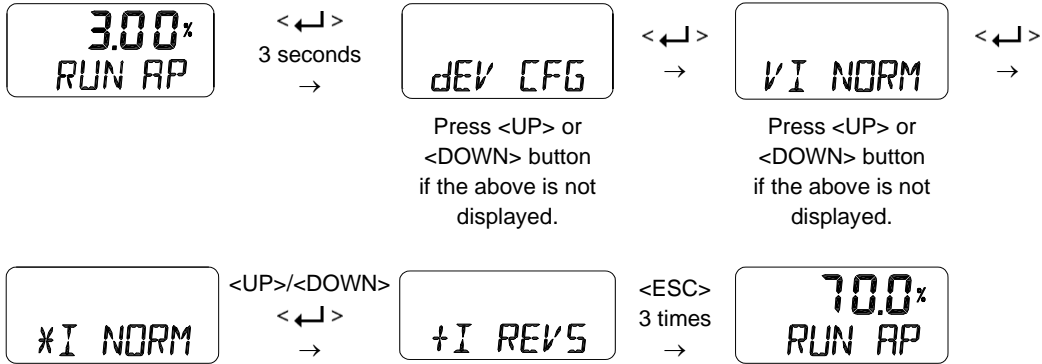 3.00%
RUN AP
< ↵ >
3 seconds
→
dEV CFG
Press <UP> or
<DOWN> button
if the above is not
displayed.
< ↵ >
→
VI NORM
Press <UP> or
<DOWN> button
if the above is not
displayed.
< ↵ >
→
*I NORM
<UP>/<DOWN>
< ↵ >
→
+I REVS
<ESC>
3 times
→
70.0%
RUN AP